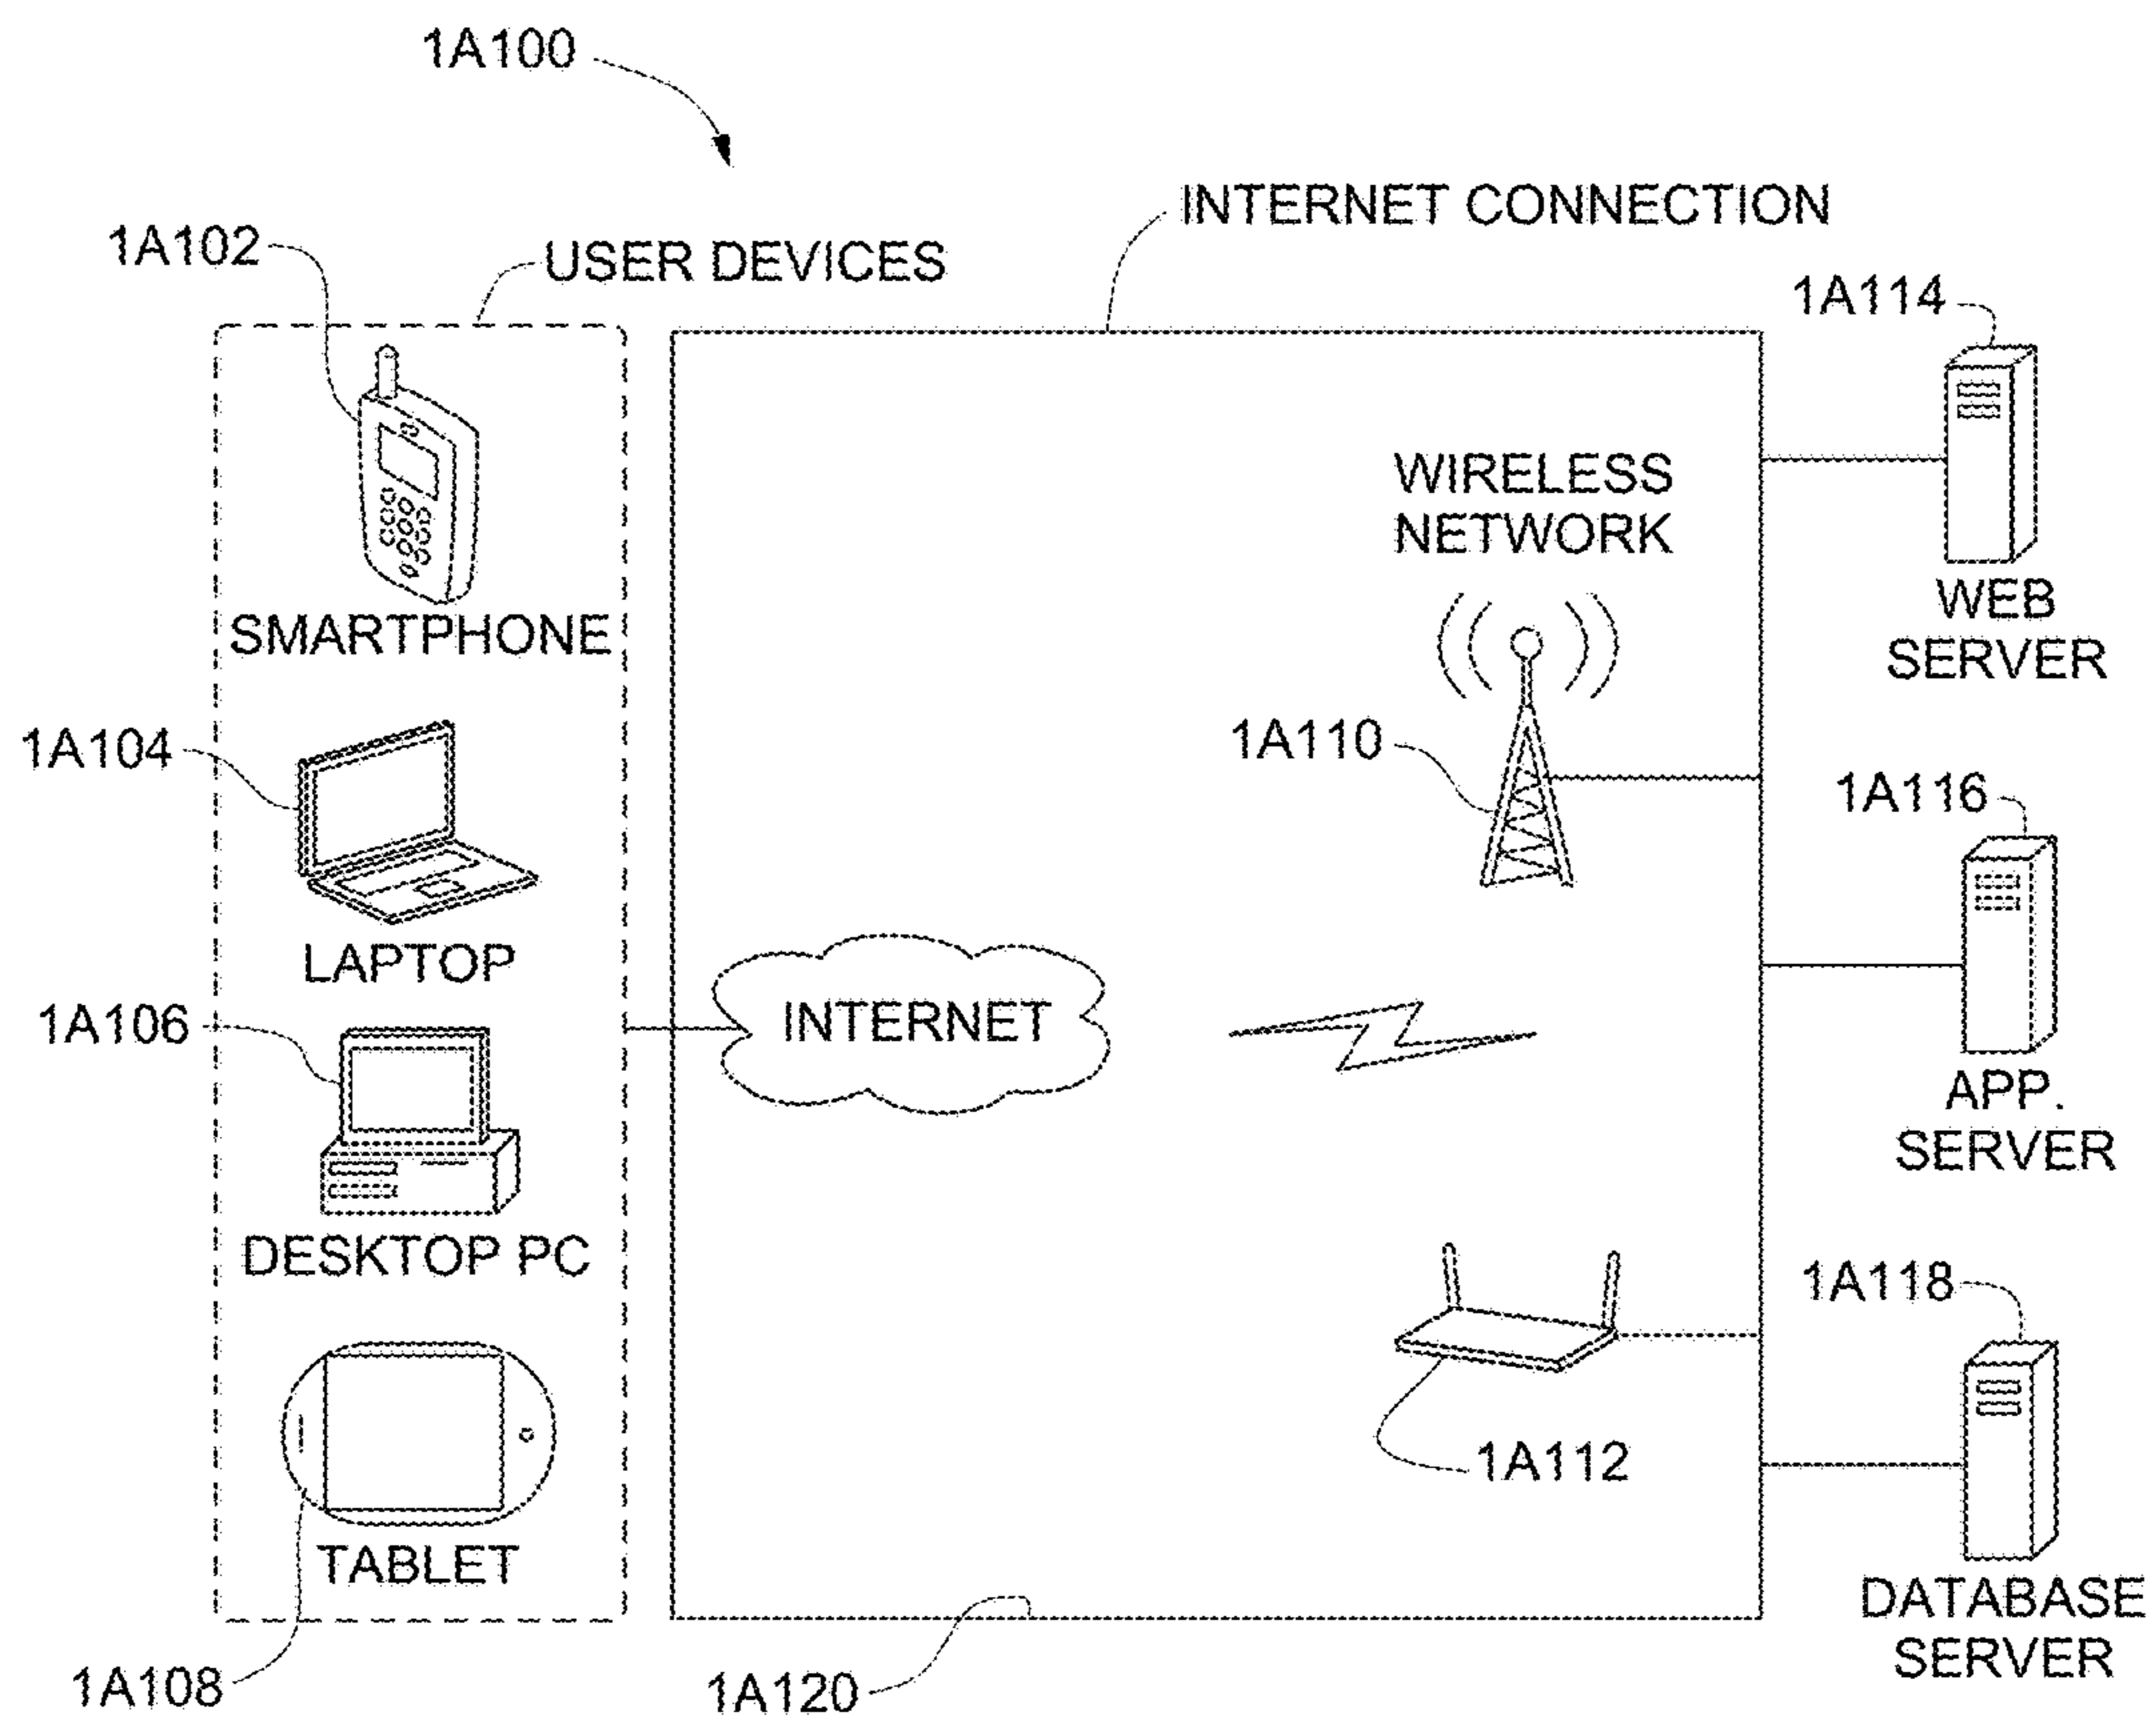 1A100
INTERNET CONNECTION
1A102
USER DEVICES
1A114
WIRELESS
NETWORK
WEB
SERVER
SMARTPHONE
1A104
1A110
1A116
LAPTOP
1A106
INTERNET
APP.
SERVER
DESKTOP PC
1A118
1A112
TABLET
DATABASE
SERVER
1A108
1A120